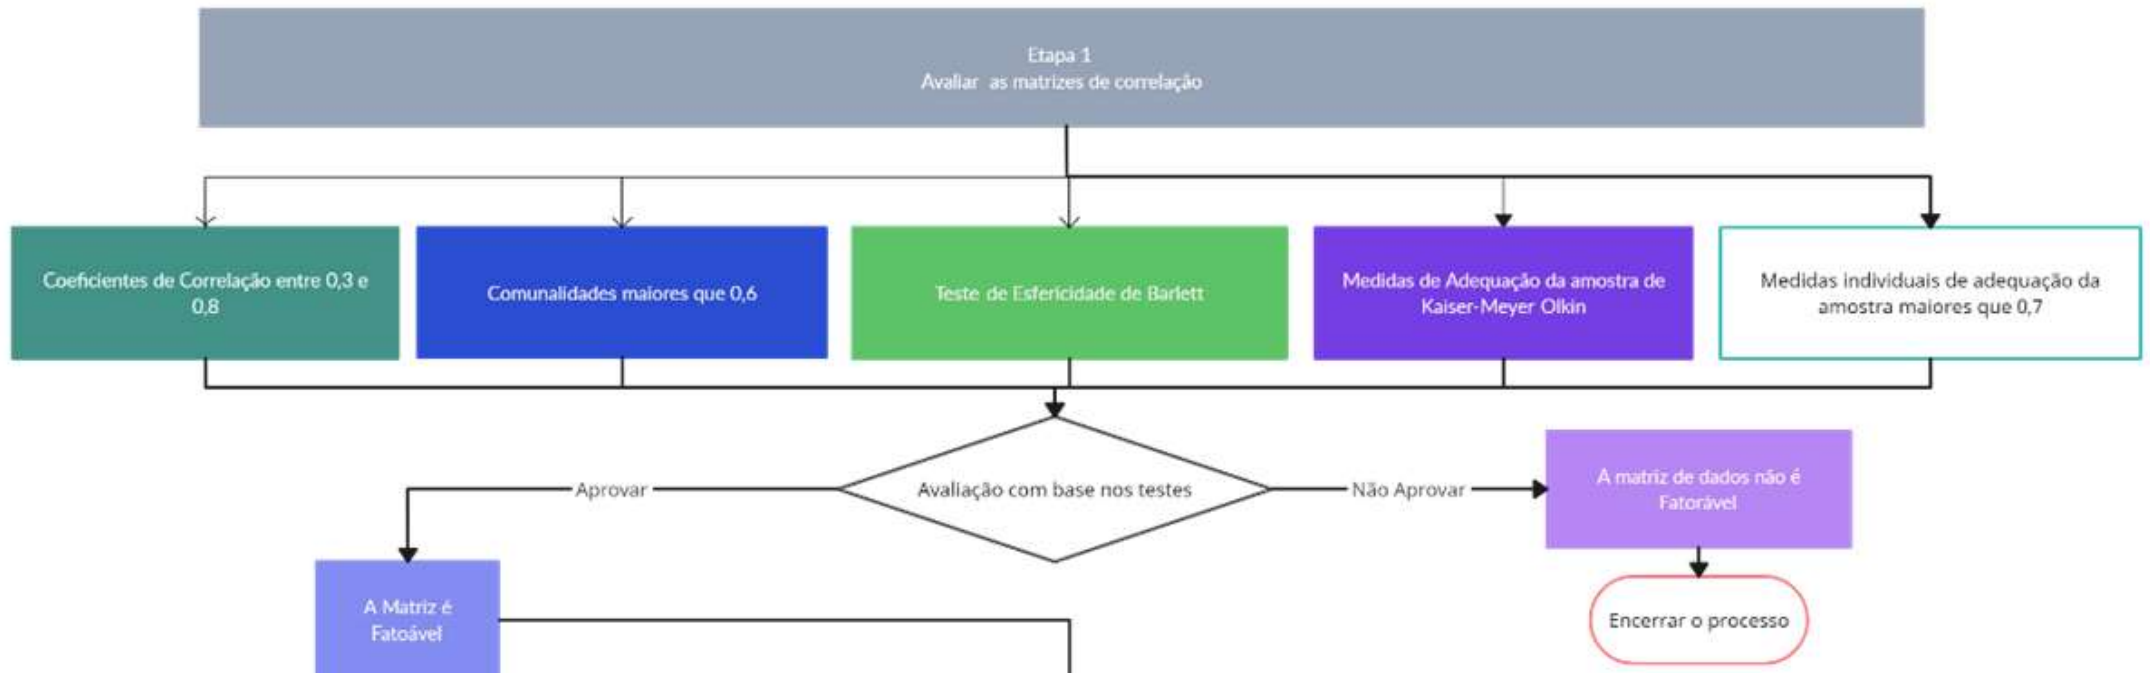 Etapa 1
Avaliar as matrizes de correlação
Coeficientes de Correlação entre 0,3 e
0,8
Comunalidades maiores que 0,6
Teste de Esfericidade de Barlett
Medidas de Adequação da amostra de
Kaiser-Meyer Olkin
Medidas individuais de adequação da
amostra maiores que 0,7
Aprovar
Avaliação com base nos testes
Não Aprovar
A matriz de dados não é
Fatorável
A Matriz é
Fatoável
Encerrar o processo